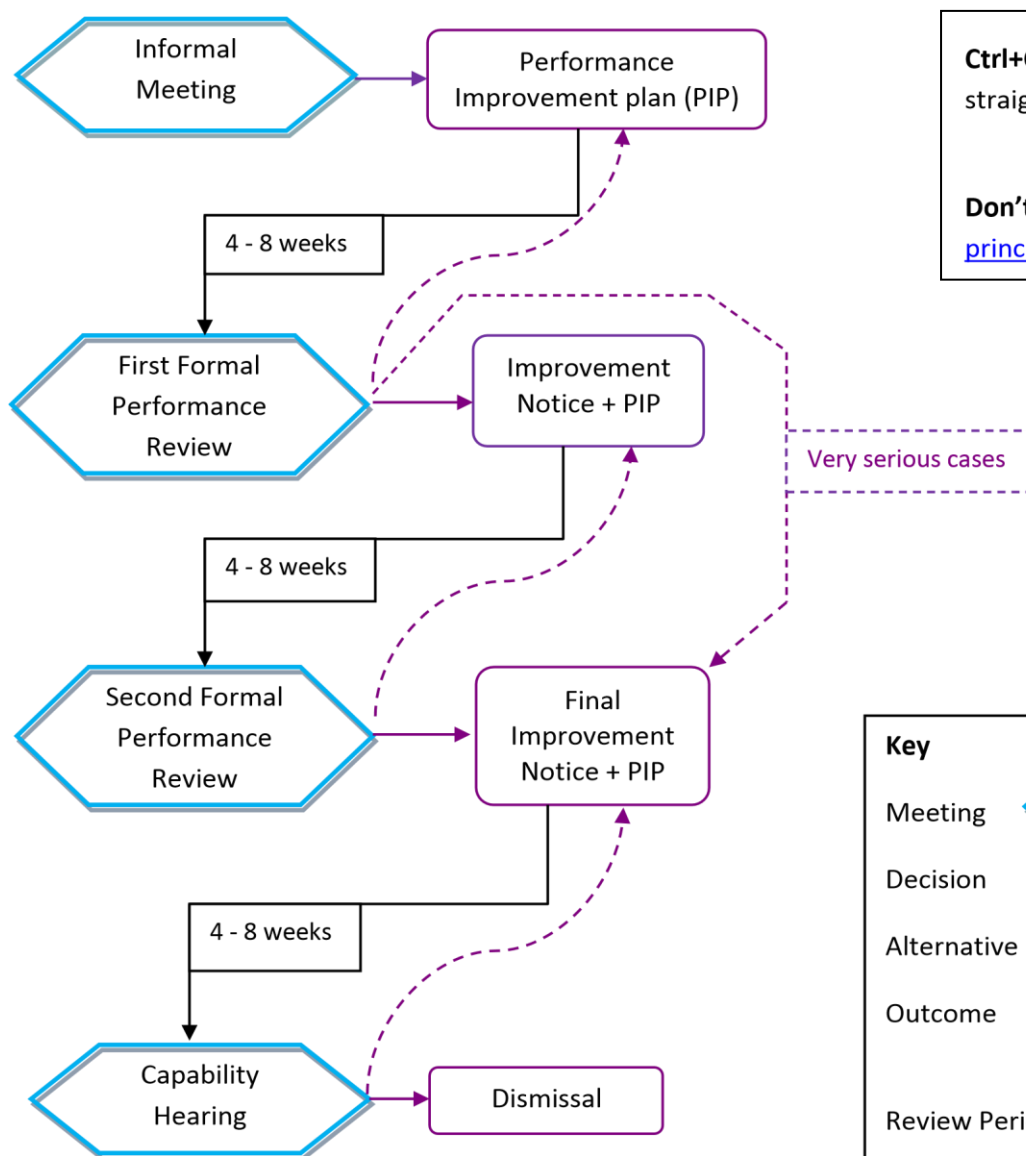 Informal
Meeting
Performance
Improvement plan (PIP)
Ctrl+
straig
Don't
princ
4 - 8 weeks
First Formal
Performance
Review
Improvement
Notice + PIP
Very serious cases
4 - 8 weeks
Second Formal
Performance
Review
Final
Improvement
Notice + PIP
Key
Meeting
Decision
Alternative
Outcome
Review Peri
4 - 8 weeks
Capability
Hearing
Dismissal